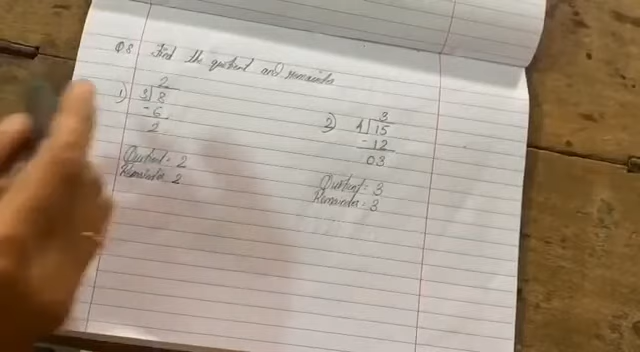 Q8 Find the quotient and remainder
1) 2
3)8
-6
2
Quotient = 2
Remainder 2
2) 3
4)15
-12
03
Quotient = 3
Remainder = 3